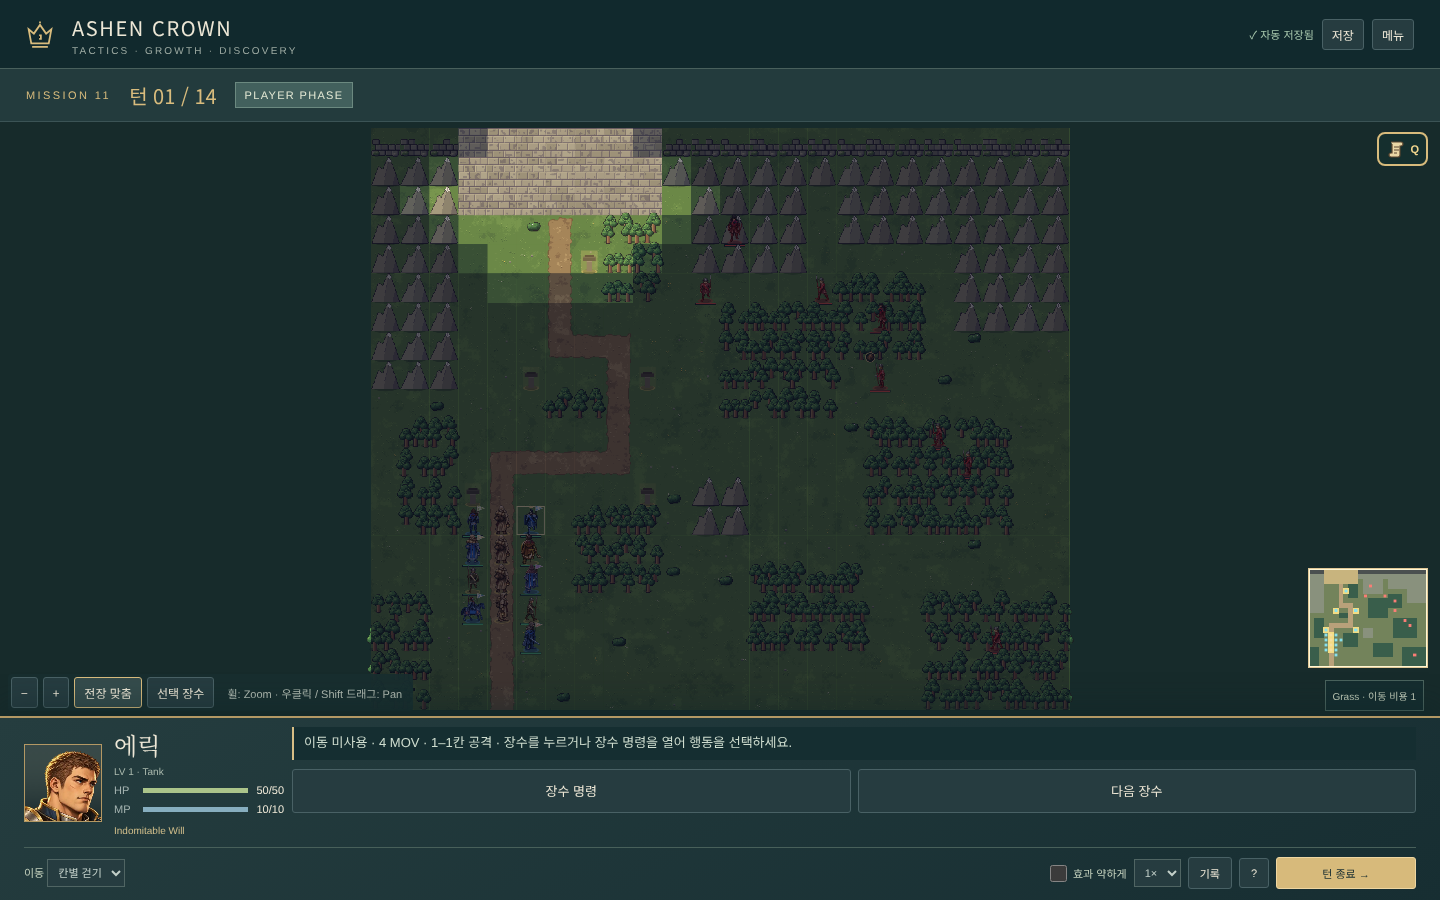 ASHEN CROWN
TACTICS · GROWTH · DISCOVERY
✓ 자동 저장됨
저장
메뉴
MISSION 11
턴 01 / 14
PLAYER PHASE
Q
−
+
전장 맞춤
선택 장수
휠: Zoom · 우클릭 / Shift 드래그: Pan
Grass · 이동 비용 1
에릭
LV 1 · Tank
HP 50/50
MP 10/10
Indomitable Will
이동 미사용 · 4 MOV · 1–1칸 공격 · 장수를 누르거나 장수 명령을 열어 행동을 선택하세요.
장수 명령
다음 장수
이동 칸별 걷기
효과 약하게
1×
기록
?
턴 종료 →